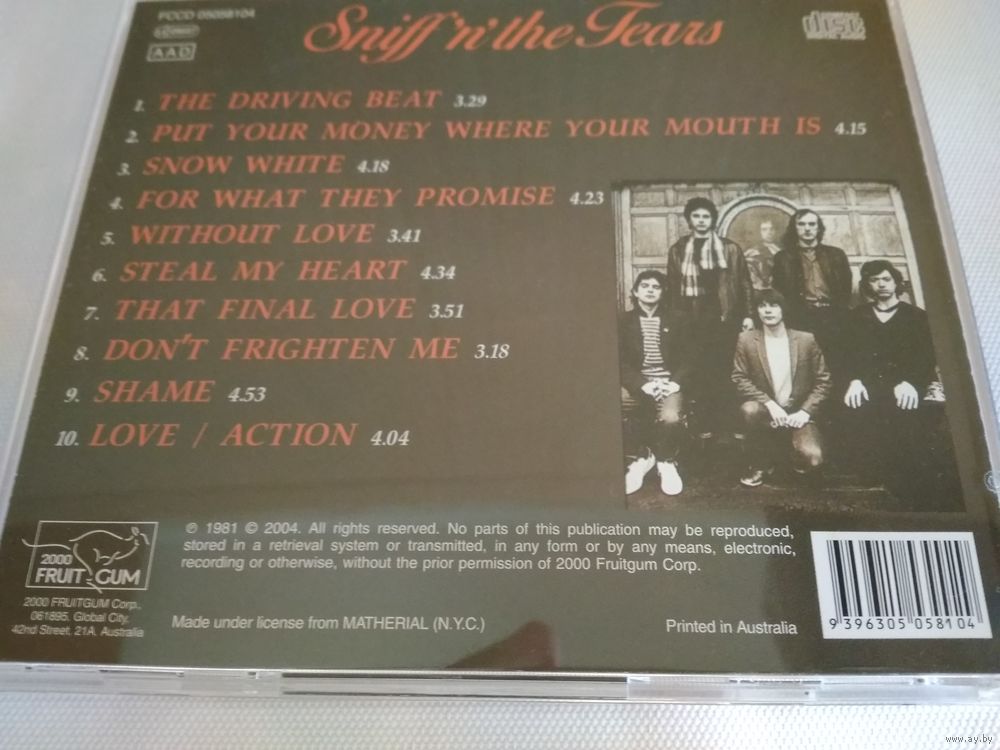 FCCD 05058104
AAD
Sniff 'n' the Tears
disc
1. THE DRIVING BEAT 3.29
2. PUT YOUR MONEY WHERE YOUR MOUTH IS 4.15
3. SNOW WHITE 4.18
4. FOR WHAT THEY PROMISE 4.23
5. WITHOUT LOVE 3.41
6. STEAL MY HEART 4.34
7. THAT FINAL LOVE 3.51
8. DON'T FRIGHTEN ME 3.18
9. SHAME 4.53
10. LOVE / ACTION 4.04
2000
FRUIT GUM
2000 FRUITGUM Corp.,
061895, Global City,
42nd Street, 21A, Australia
℗ 1981 © 2004. All rights reserved. No parts of this publication may be reproduced,
stored in a retrieval system or transmitted, in any form or by any means, electronic,
recording or otherwise, without the prior permission of 2000 Fruitgum Corp.
Made under license from MATHERIAL (N.Y.C.)
Printed in Australia
9 396305 058104
www.ay.by